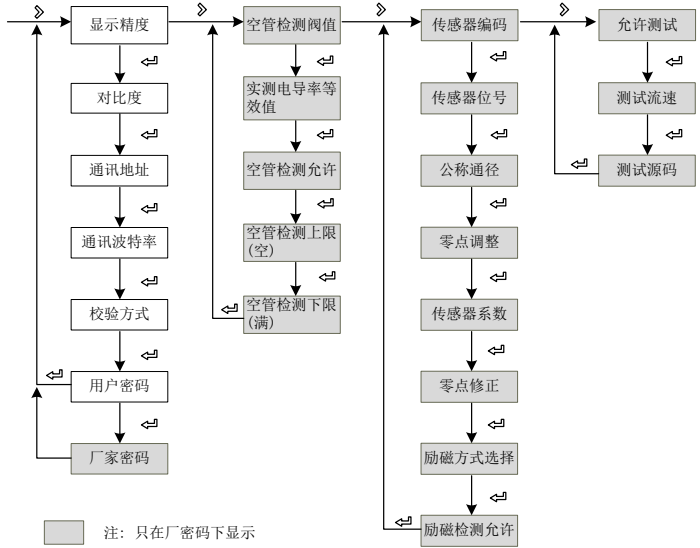 显示精度
对比度
通讯地址
通讯波特率
校验方式
用户密码
厂家密码
空管检测阀值
实测电导率等
效值
空管检测允许
空管检测上限
(空)
空管检测下限
(满)
传感器编码
传感器位号
公称通径
零点调整
传感器系数
零点修正
励磁方式选择
励磁检测允许
允许测试
测试流速
测试源码
注：只在厂密码下显示